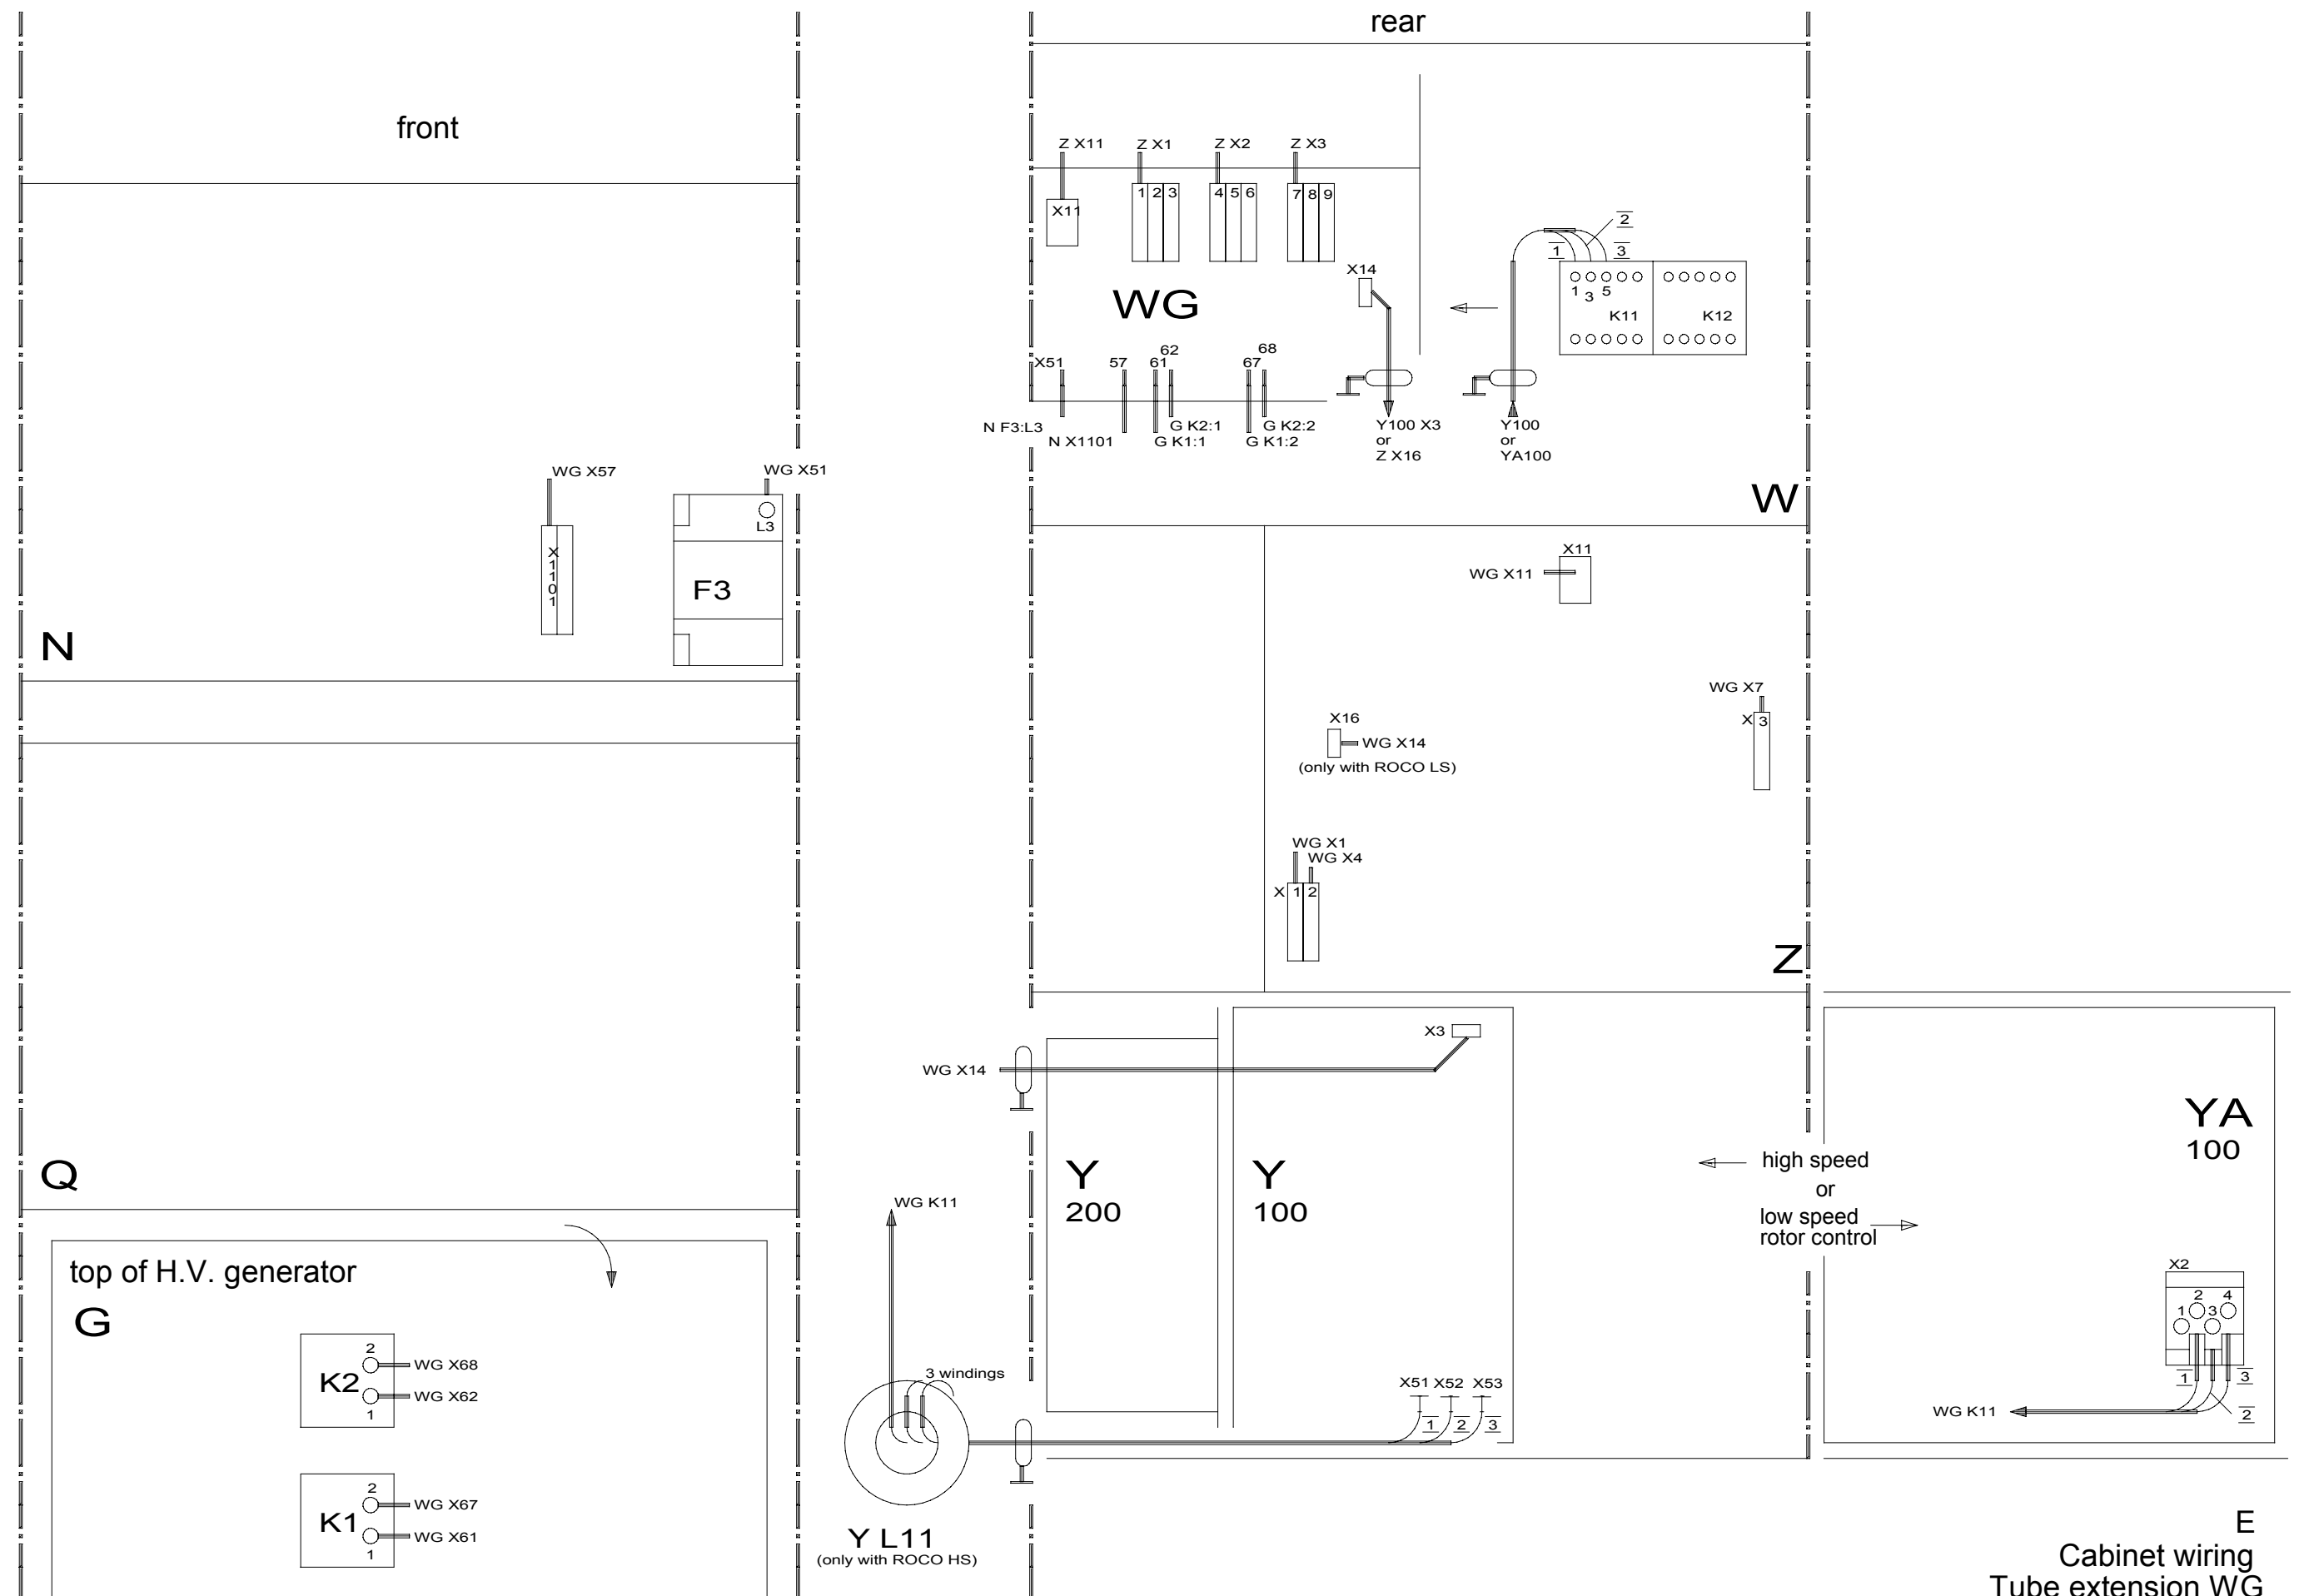 rear
front
Z X11
Z X1
Z X2
Z X3
X11
1 2 3
4 5 6
7 8 9
2
1
3
X14
1 3 5
K11
K12
WG
X51
57
61
62
67
68
N F3:L3
N X1101
G K1:1
G K2:1
G K1:2
G K2:2
Y100 X3
or
Z X16
Y100
or
YA100
W
WG X57
WG X51
L3
X1101
F3
N
X11
WG X11
WG X7
X 3
X16
WG X14
(only with ROCO LS)
WG X1
WG X4
X 1 2
Z
X3
WG X14
Y
200
Y
100
YA
100
high speed
or
low speed
rotor control
Q
WG K11
top of H.V. generator
G
K2
2
WG X68
WG X62
1
K1
2
WG X67
WG X61
1
3 windings
X51 X52 X53
1 2 3
Y L11
(only with ROCO HS)
X2
2 4
1 3
1
3
2
WG K11
E
Cabinet wiring
Tube extension WG